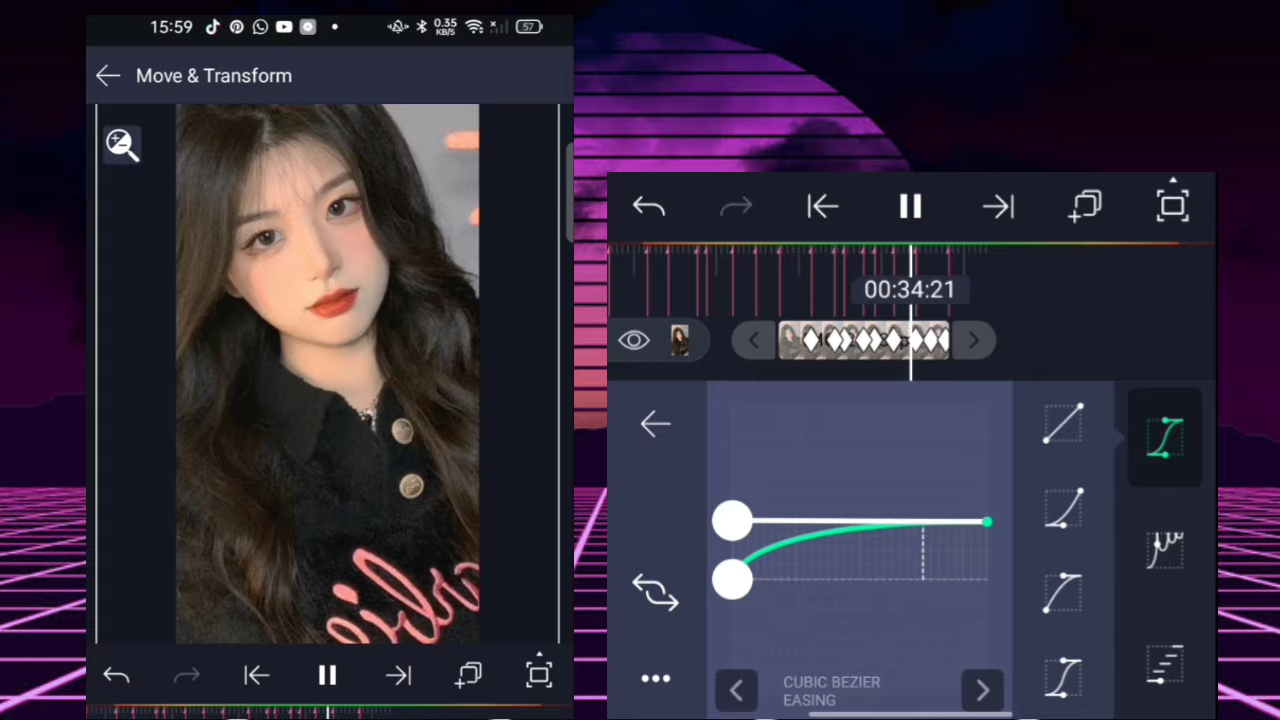 15:59
0.35
KB/S
57
Move & Transform
00:34:21
CUBIC BEZIER
EASING